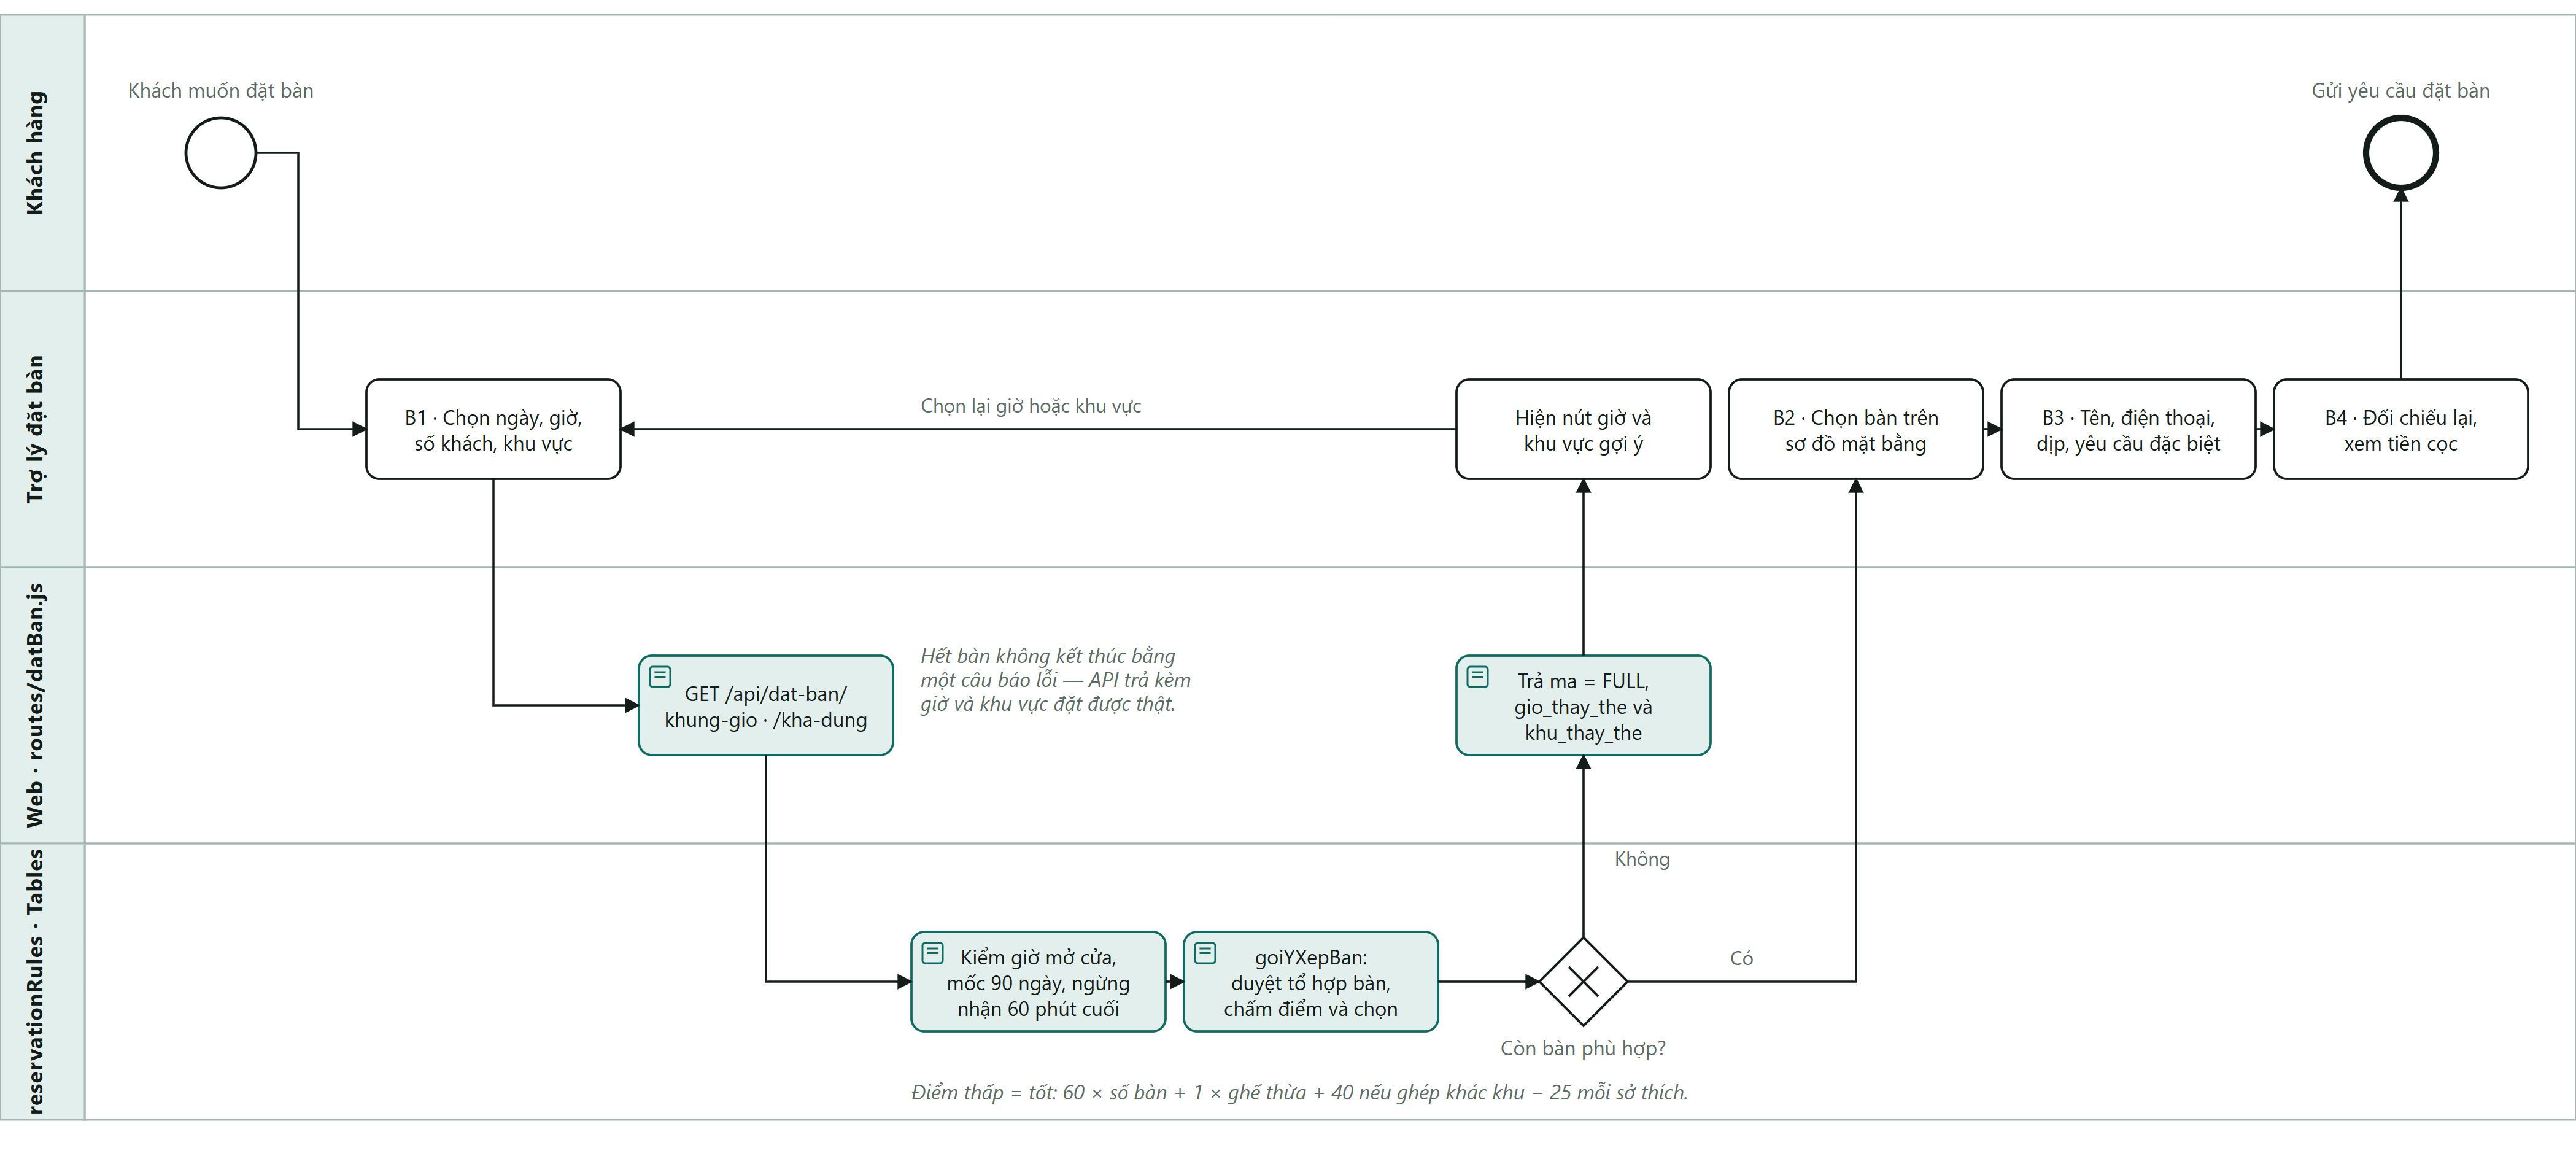 Khách hàng
Khách muốn đặt bàn
Gửi yêu cầu đặt bàn
Trợ lý đặt bàn
B1 · Chọn ngày, giờ,
số khách, khu vực
Chọn lại giờ hoặc khu vực
Hiện nút giờ và
khu vực gợi ý
B2 · Chọn bàn trên
sơ đồ mặt bằng
B3 · Tên, điện thoại,
dịp, yêu cầu đặc biệt
B4 · Đối chiếu lại,
xem tiền cọc
Web · routes/datBan.js
GET /api/dat-ban/
khung-gio · /kha-dung
Hết bàn không kết thúc bằng
một câu báo lỗi — API trả kèm
giờ và khu vực đặt được thật.
Trả ma = FULL,
gio_thay_the và
khu_thay_the
reservationRules · Tables
Không
Kiểm giờ mở cửa,
mốc 90 ngày, ngừng
nhận 60 phút cuối
goiYXepBan:
duyệt tổ hợp bàn,
chấm điểm và chọn
Có
Còn bàn phù hợp?
Điểm thấp = tốt: 60 × số bàn + 1 × ghế thừa + 40 nếu ghép khác khu − 25 mỗi sở thích.